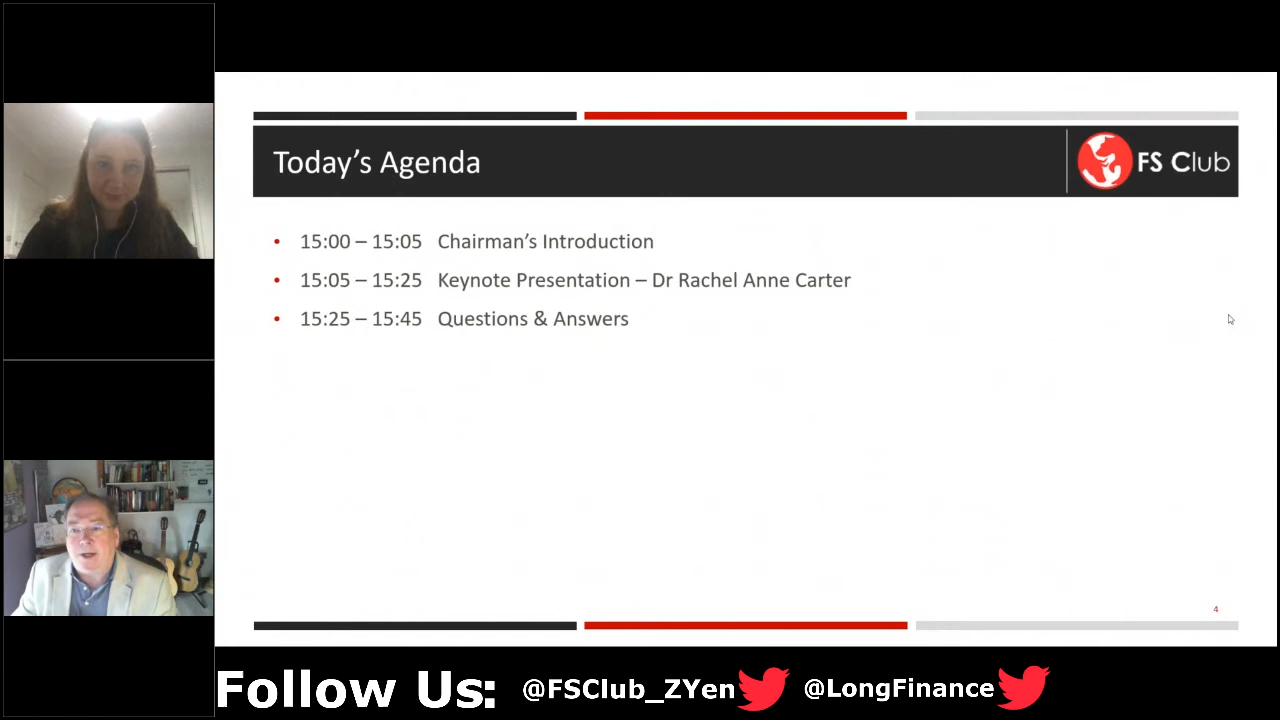 Today's Agenda
FS Club
• 15:00 – 15:05 Chairman's Introduction
• 15:05 – 15:25 Keynote Presentation – Dr Rachel Anne Carter
• 15:25 – 15:45 Questions & Answers
4
Follow Us: @FSClub_ZYen @LongFinance